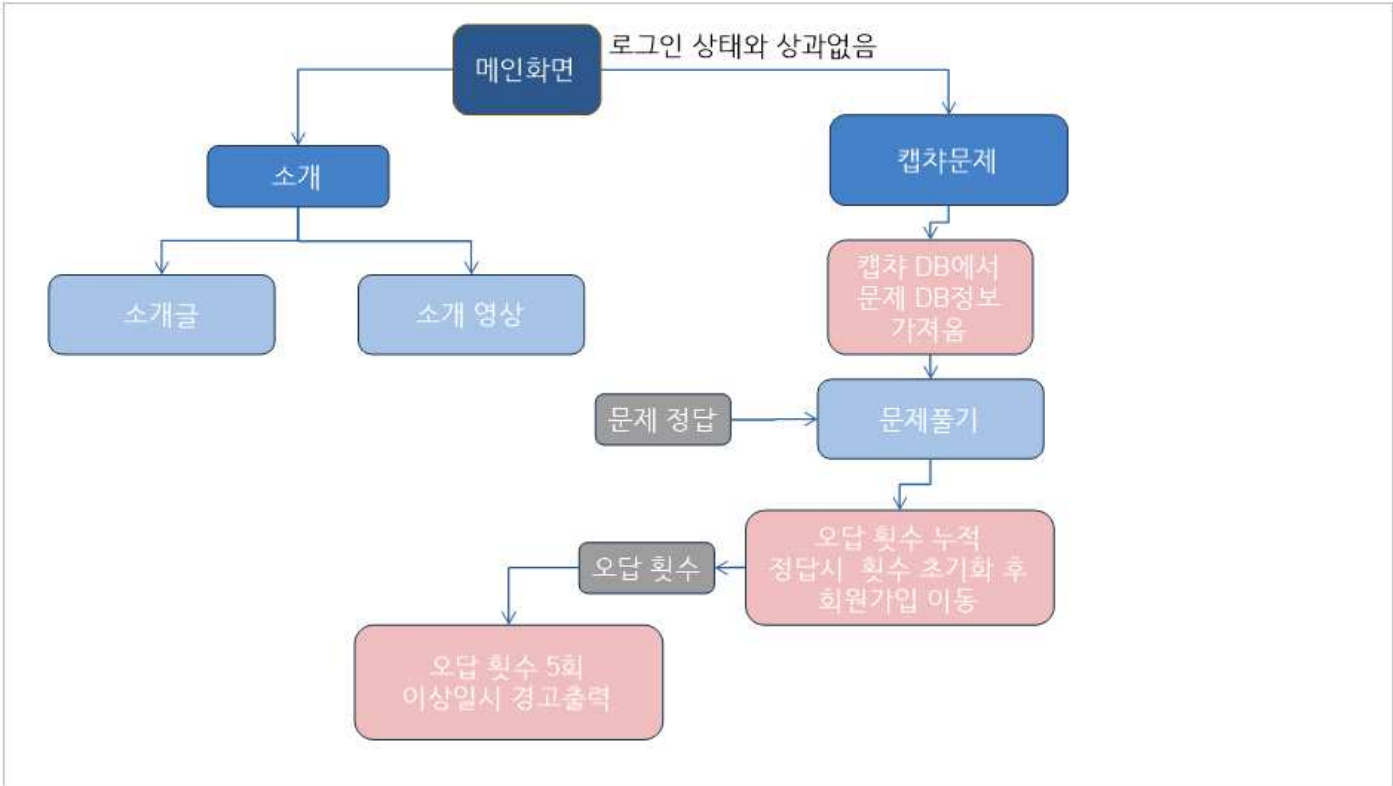 메인화면
로그인 상태와 상과없음
소개
캡챠문제
소개글
소개 영상
캡챠 DB에서
문제 DB정보
가져옴
문제 정답
문제풀기
오답 횟수 누적
정답시 횟수 초기화 후
회원가입 이동
오답 횟수
오답 횟수 5회
이상일시 경고출력